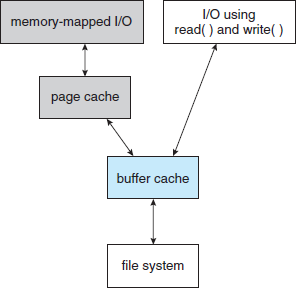 memory-mapped I/O
I/O using
read( ) and write( )
page cache
buffer cache
file system